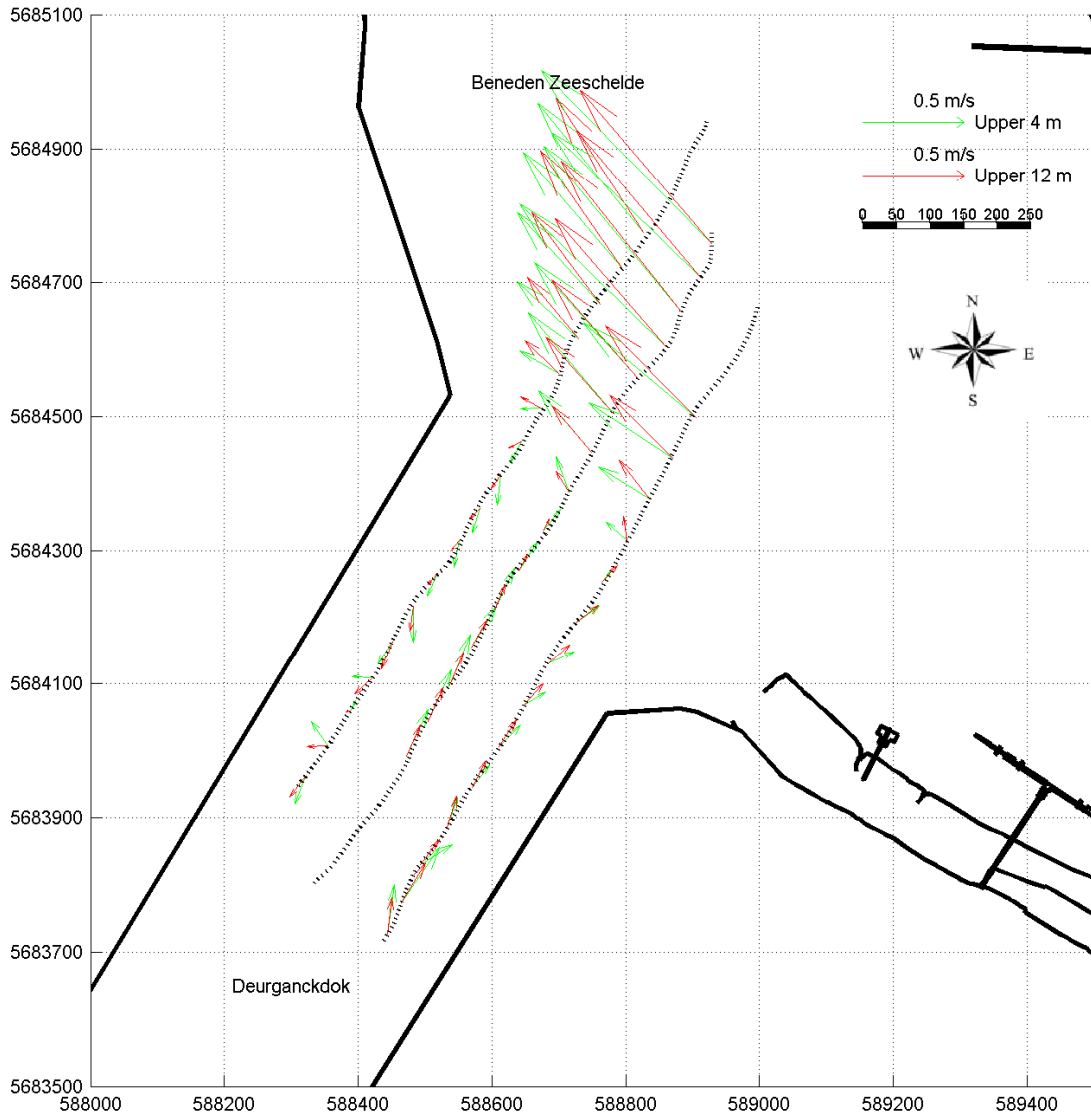 5685100
Beneden Zeeschelde
0.5 m/s
Upper 4 m
5684900
0.5 m/s
Upper 12 m
0 50 100 150 200 250
5684700
N
W E
S
5684500
5684300
5684100
5683900
5683700
Deurganckdok
5683500
588000 588200 588400 588600 588800 589000 589200 589400